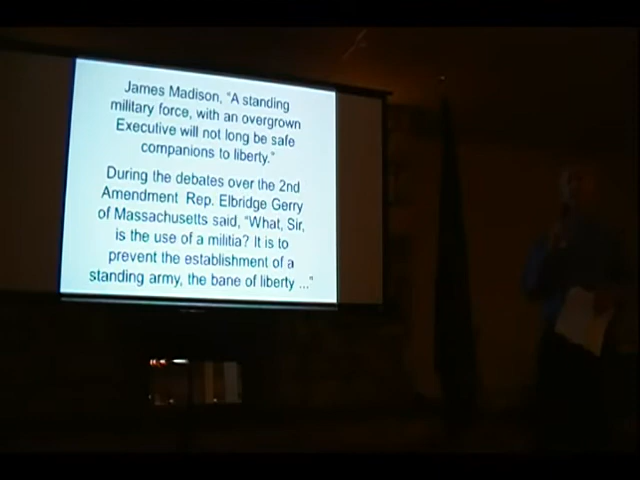 James Madison, "A standing
military force, with an overgrown
Executive will not long be safe
companions to liberty."
During the debates over the 2nd
Amendment Rep. Elbridge Gerry
of Massachusetts said, "What, Sir,
is the use of a militia? It is to
prevent the establishment of a
standing army, the bane of liberty ..."